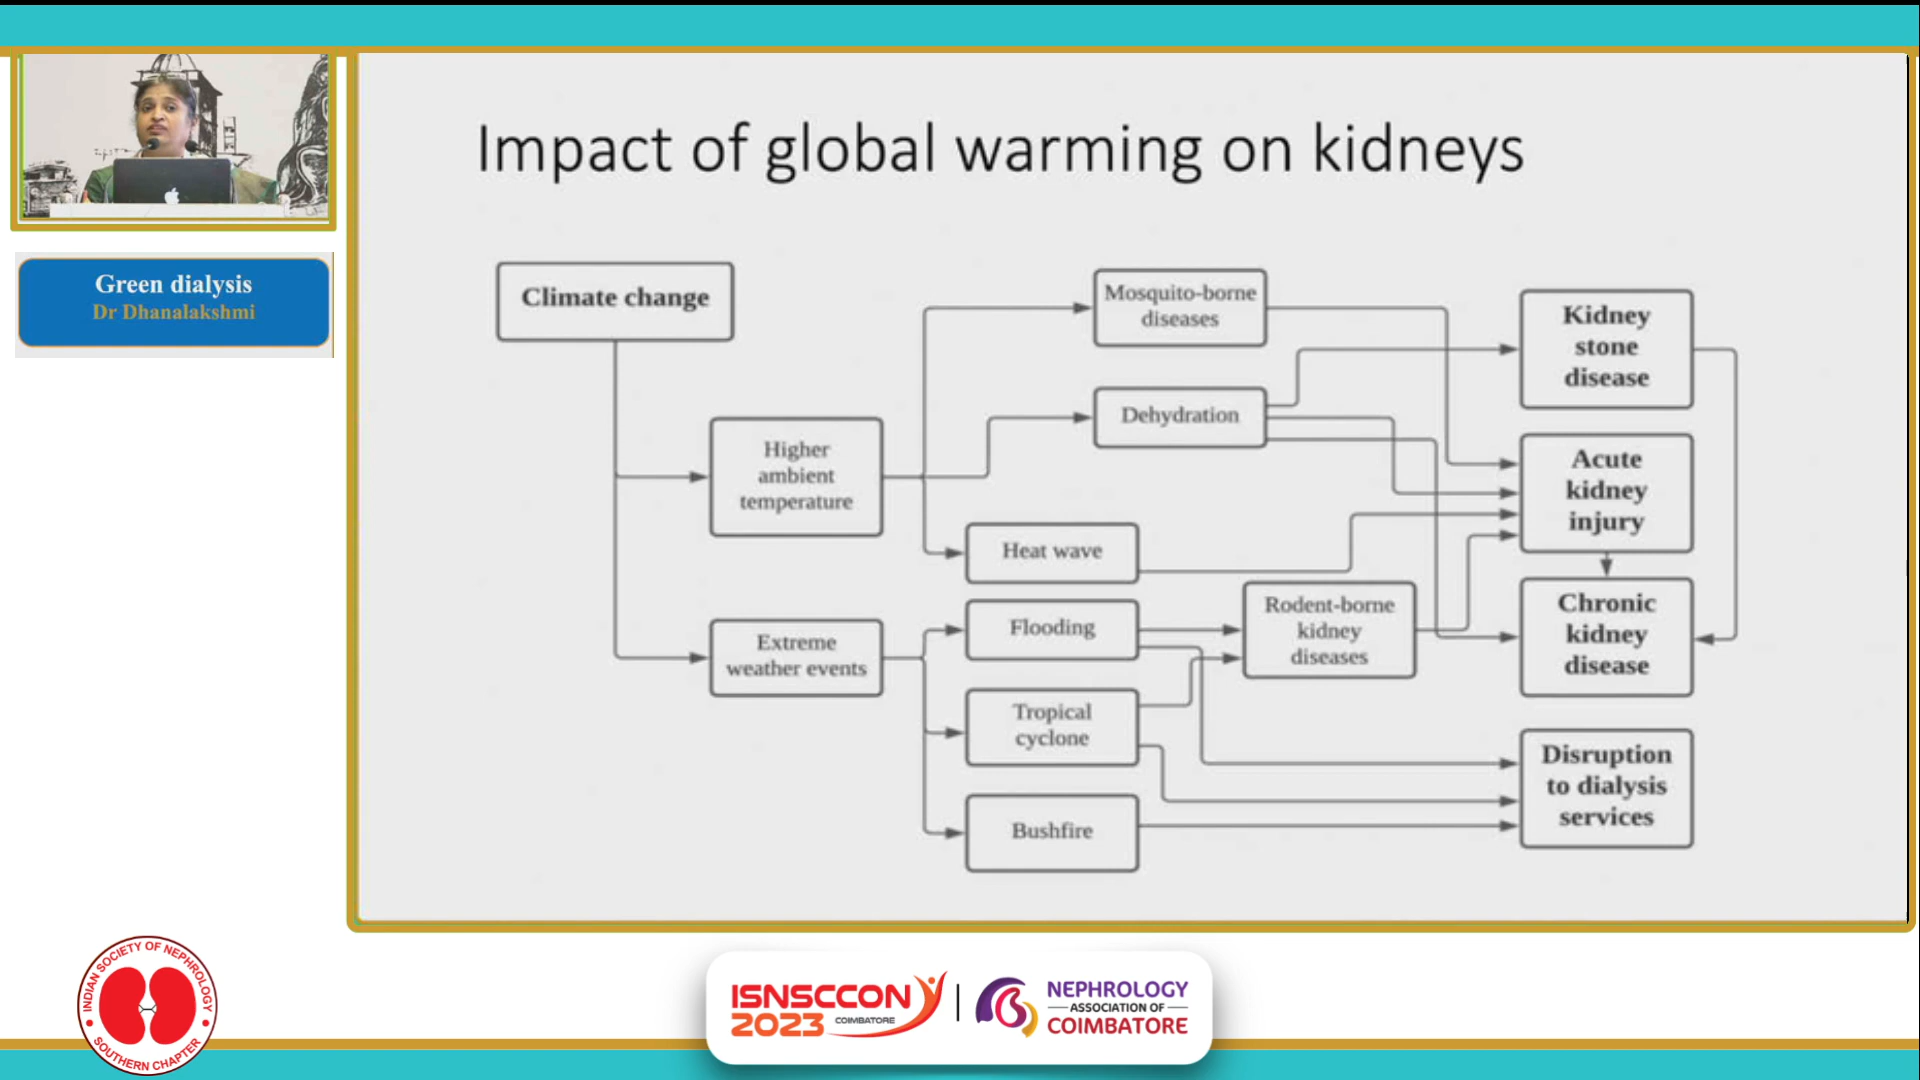 Impact of global warming on kidneys
Green dialysis
Dr Dhanalakshmi
Climate change
Higher
ambient
temperature
Extreme
weather events
Mosquito-borne
diseases
Dehydration
Heat wave
Flooding
Tropical
cyclone
Bushfire
Rodent-borne
kidney
diseases
Kidney
stone
disease
Acute
kidney
injury
Chronic
kidney
disease
Disruption
to dialysis
services
INDIAN SOCIETY OF NEPHROLOGY
SOUTHERN CHAPTER
ISNSCCON
2023 COIMBATORE
NEPHROLOGY
ASSOCIATION OF
COIMBATORE